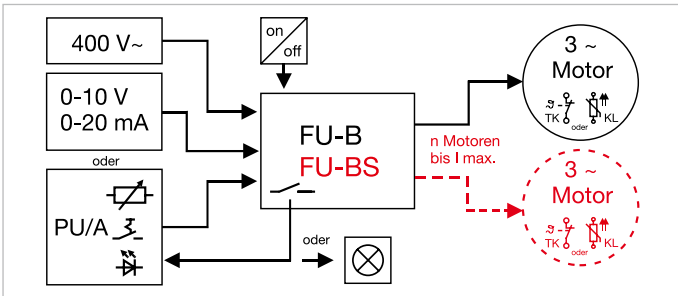 400 V~
0-10 V
0-20 mA
oder
PU/A
on
off
FU-B
FU-BS
oder
n Motoren
bis I max.
3 ~
Motor
ϑ
TK
KL
oder
3 ~
Motor
ϑ
TK
KL
oder